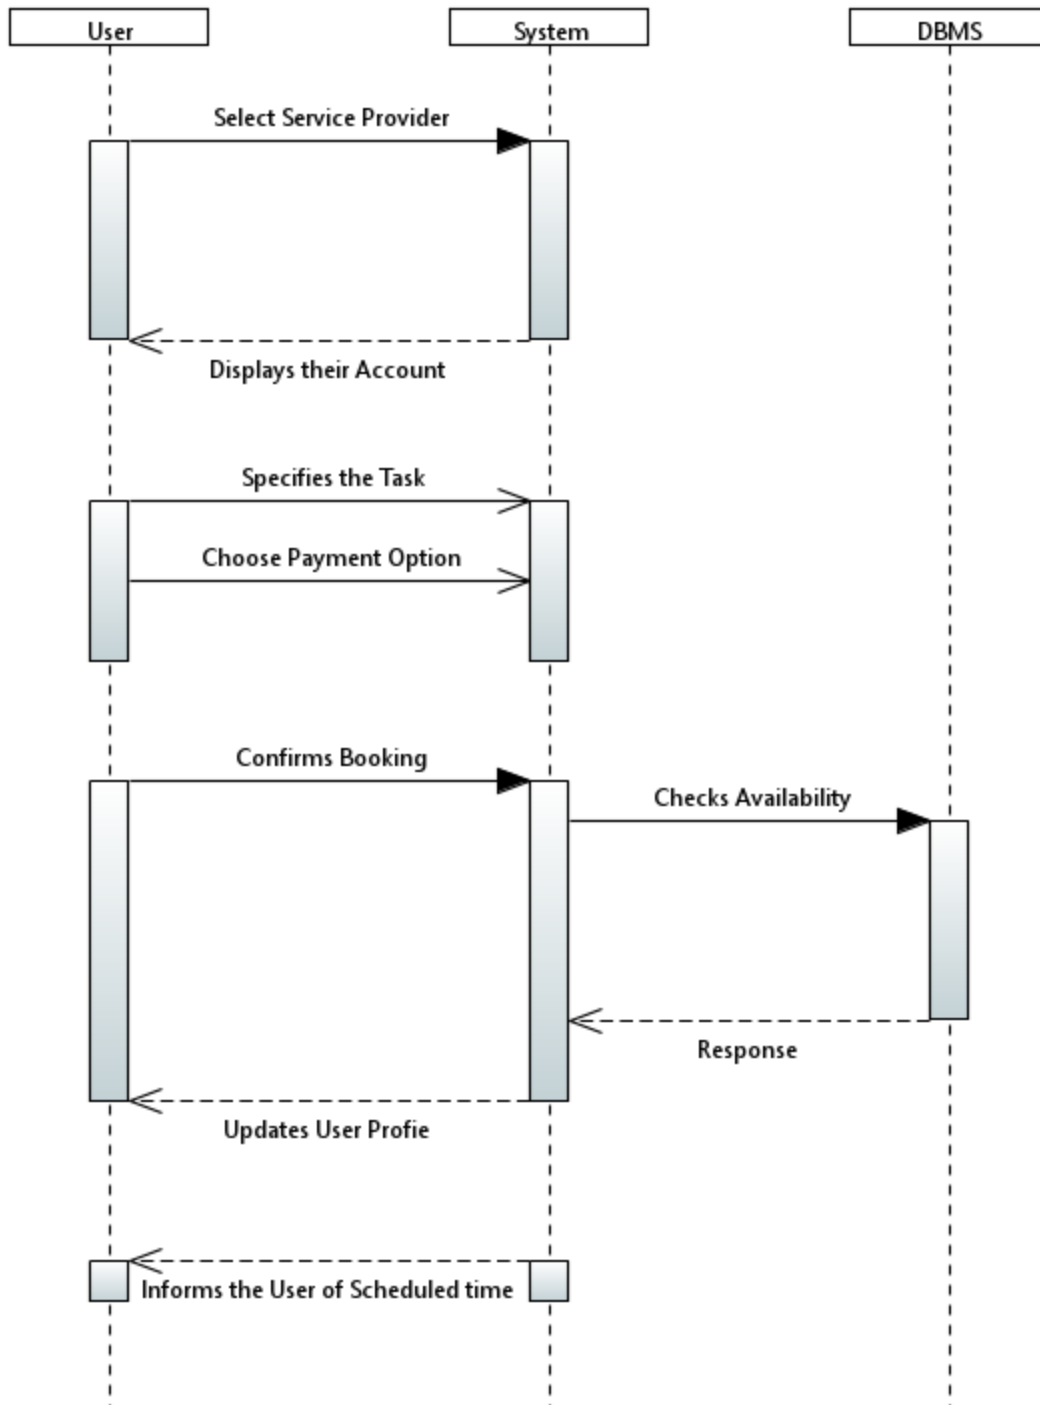 User
System
DBMS
Select Service Provider
Displays their Account
Specifies the Task
Choose Payment Option
Confirms Booking
Checks Availability
Response
Updates User Profie
Informs the User of Scheduled time